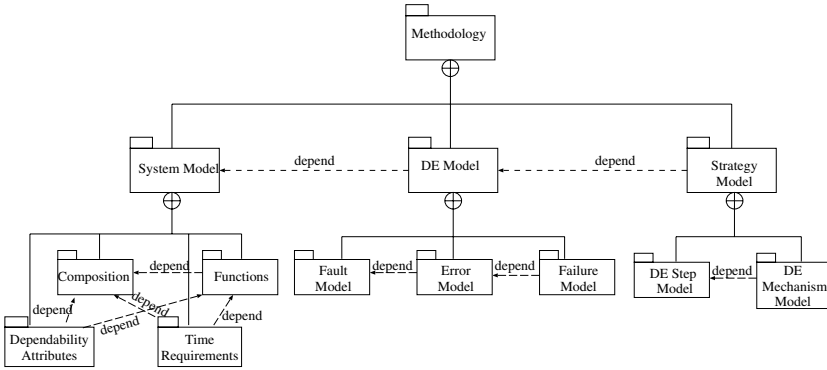 Methodology
depend
depend
System Model
DE Model
Strategy
Model
depend
depend
depend
depend
Composition
Functions
Fault
Model
Error
Model
Failure Model
DE Step
Model
DE
Mechanism
Model
depend
depend
depend
depend
Dependability
Attributes
Time
Requirements